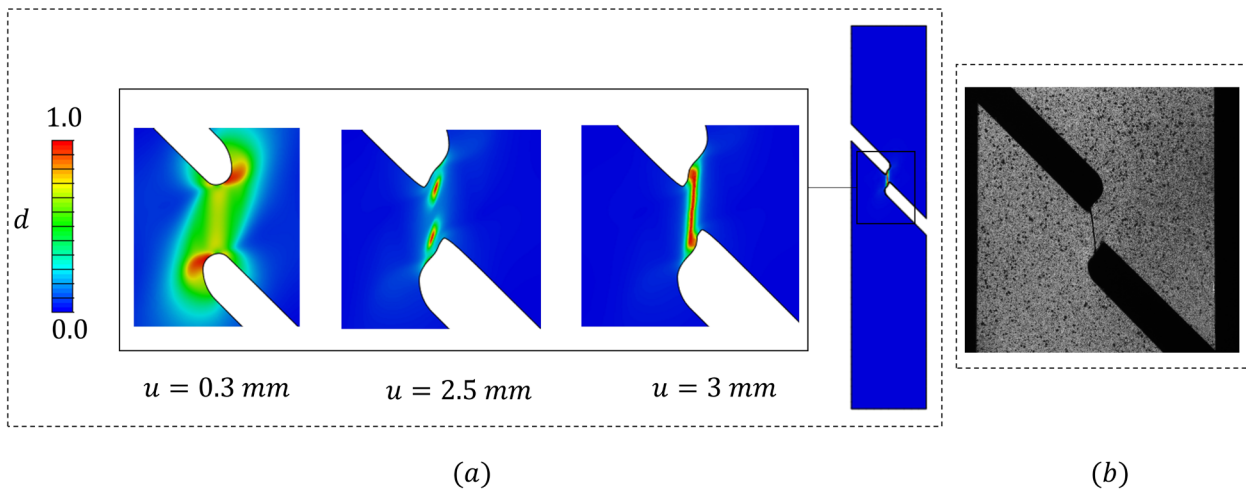 1.0
d
0.0
u = 0.3 mm
u = 2.5 mm
u = 3 mm
(a)
(b)